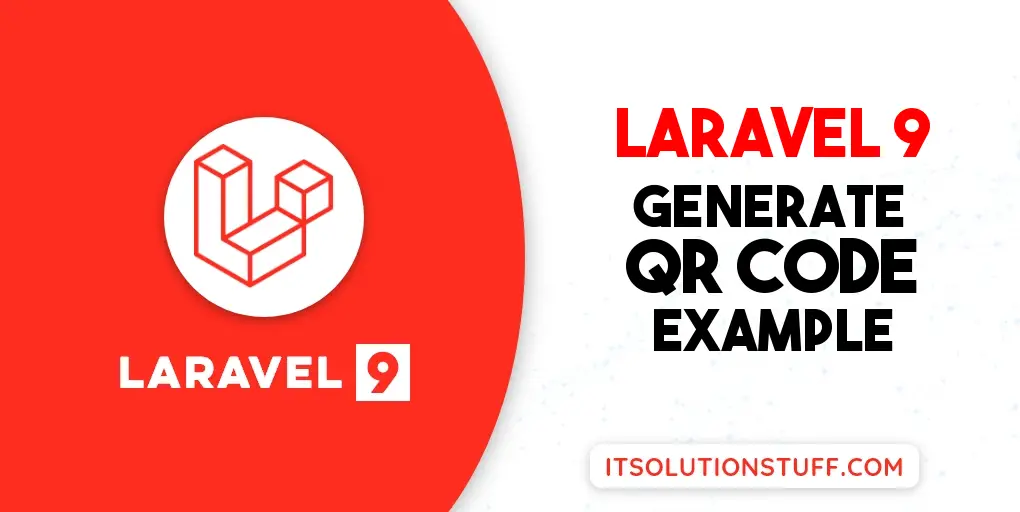 LARAVEL 9
LARAVEL 9
GENERATE
QR CODE
EXAMPLE
ITSOLUTIONSTUFF.COM